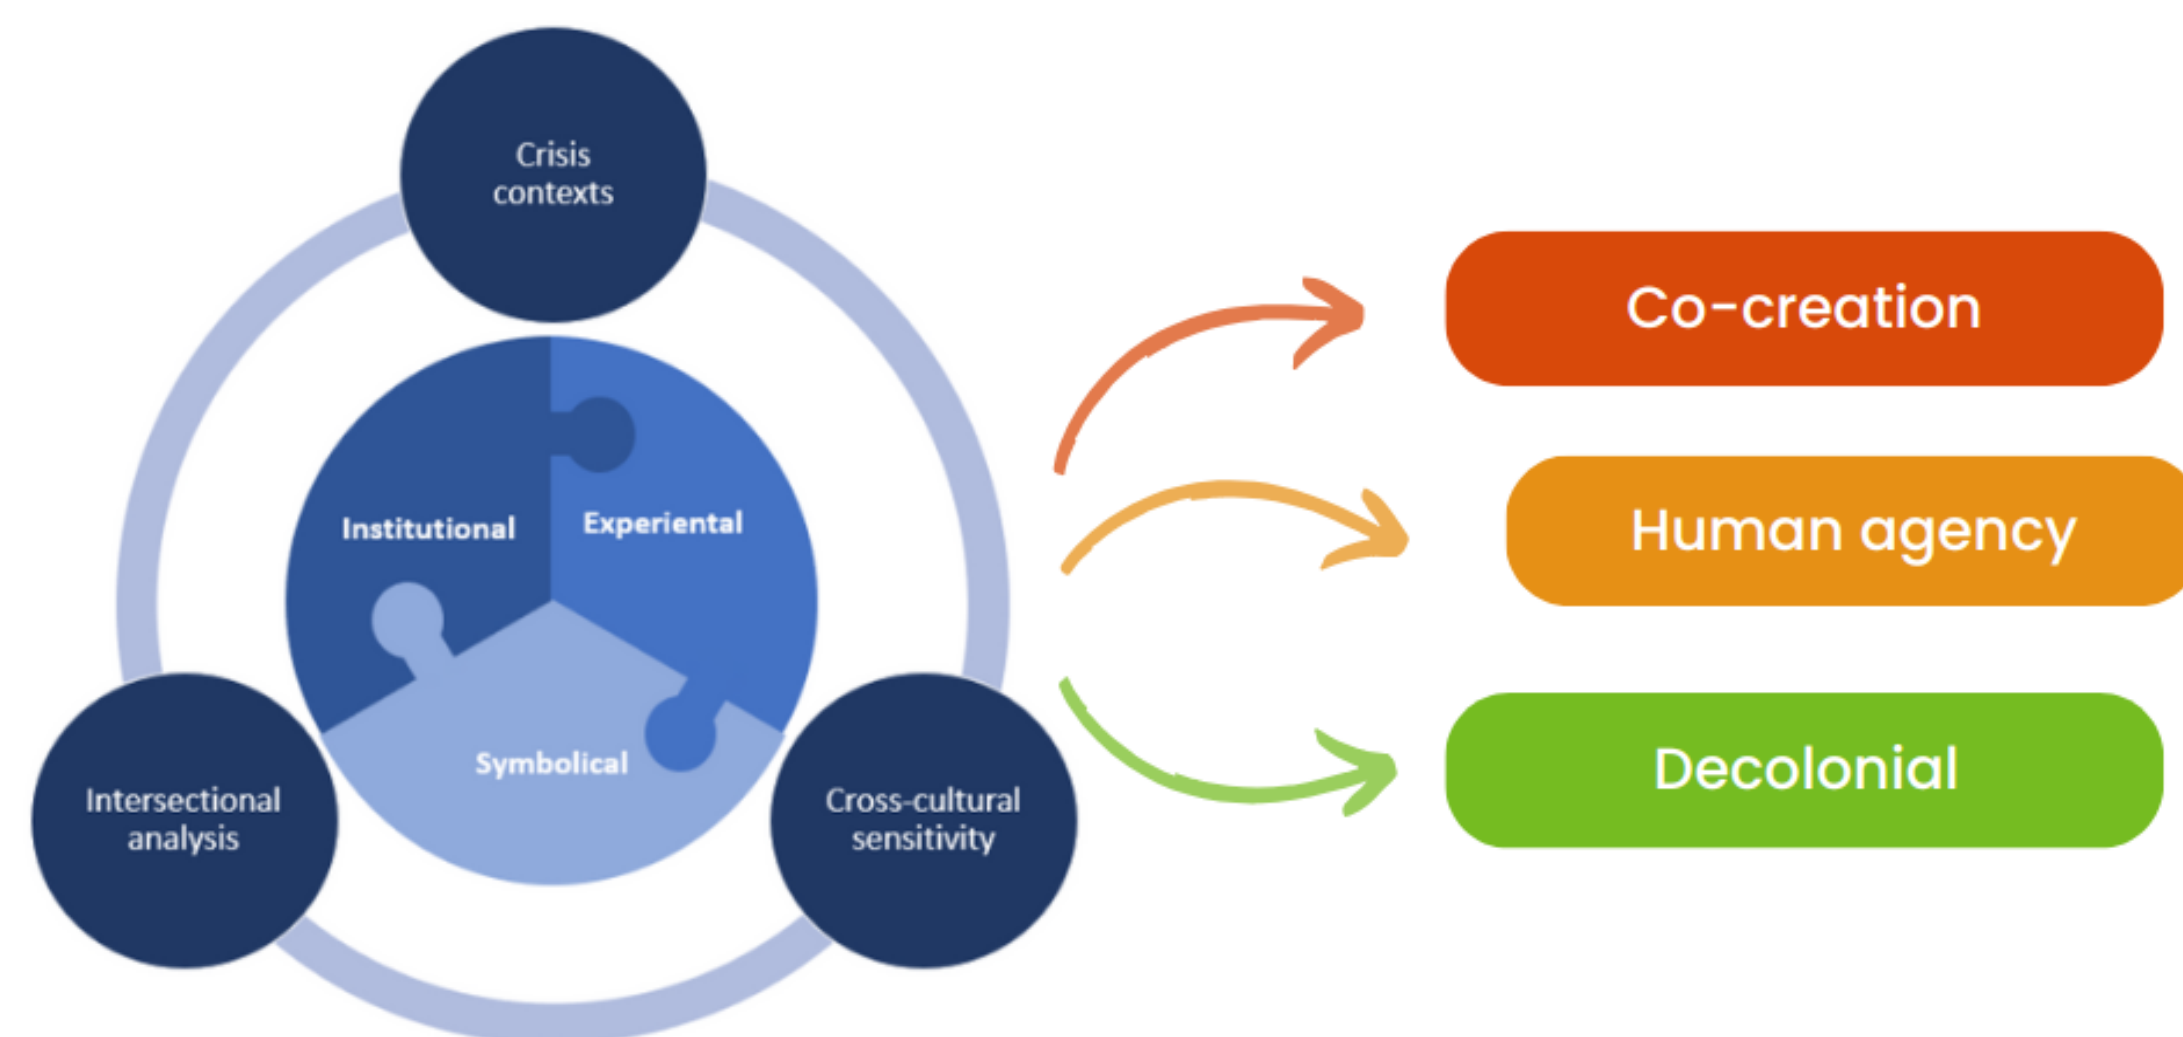 Crisis
contexts
Institutional
Experiental
Symbolical
Intersectional
analysis
Cross-cultural
sensitivity
Co-creation
Human agency
Decolonial